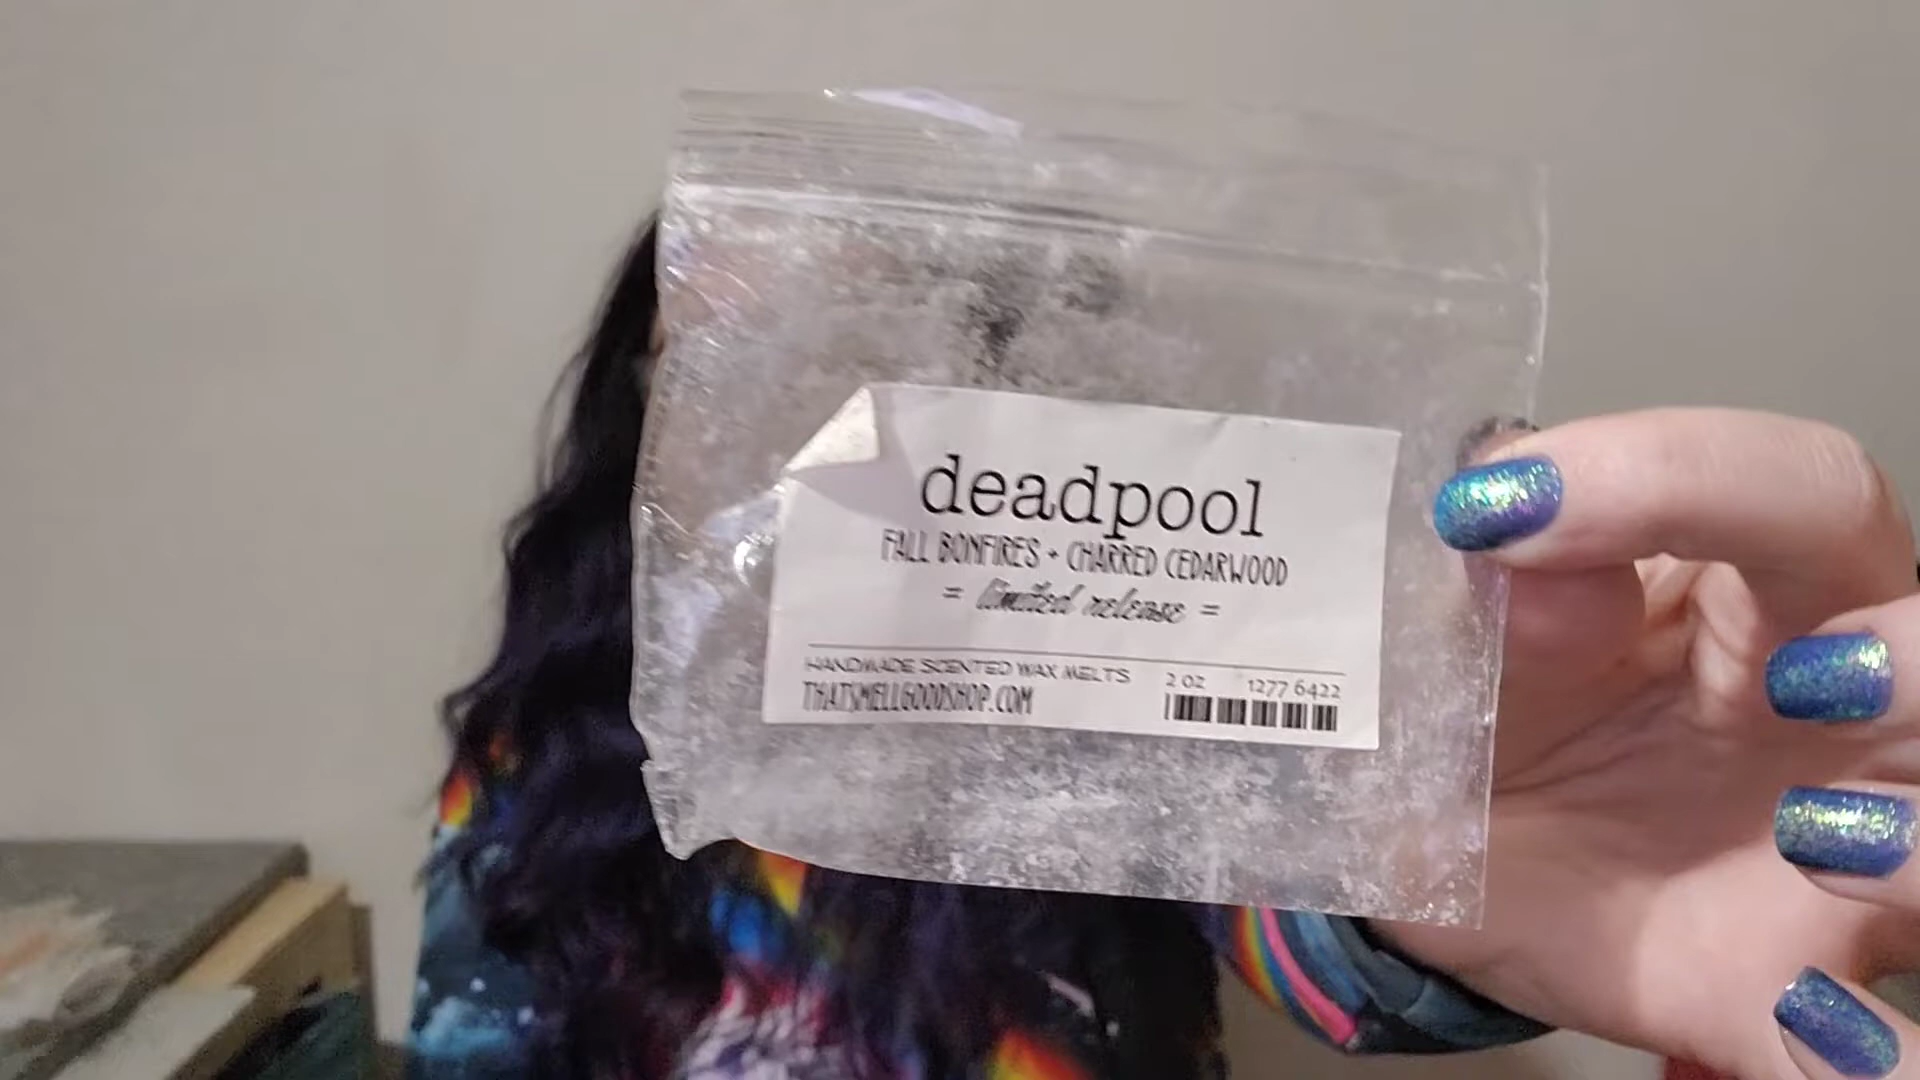 deadpool
FALL BONFIRES + CHARRED CEDARWOOD
= limited release =
HANDMADE SCENTED WAX MELTS
2 OZ 1277 6422
THATSMELLGOODSHOP.COM